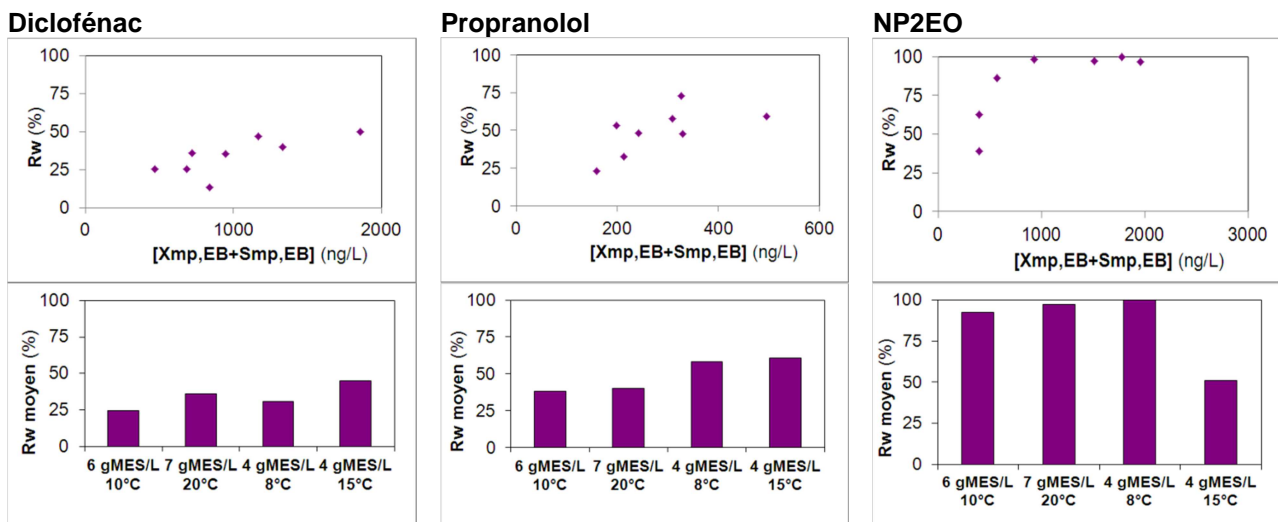 Diclofénac
100
75
50
25
0
Rw (%)
0 1000 2000
[Xmp,EB+Smp,EB] (ng/L)
Propranolol
100
75
50
25
0
Rw (%)
0 200 400 600
[Xmp,EB+Smp,EB] (ng/L)
NP2EO
100
75
50
25
0
Rw (%)
0 1000 2000 3000
[Xmp,EB+Smp,EB] (ng/L)
100
75
50
25
0
Rw moyen (%)
6 gMES/L 7 gMES/L 4 gMES/L 4 gMES/L
10°C 20°C 8°C 15°C
100
75
50
25
0
Rw moyen (%)
6 gMES/L 7 gMES/L 4 gMES/L 4 gMES/L
10°C 20°C 8°C 15°C
100
75
50
25
0
Rw moyen (%)
6 gMES/L 7 gMES/L 4 gMES/L 4 gMES/L
10°C 20°C 8°C 15°C